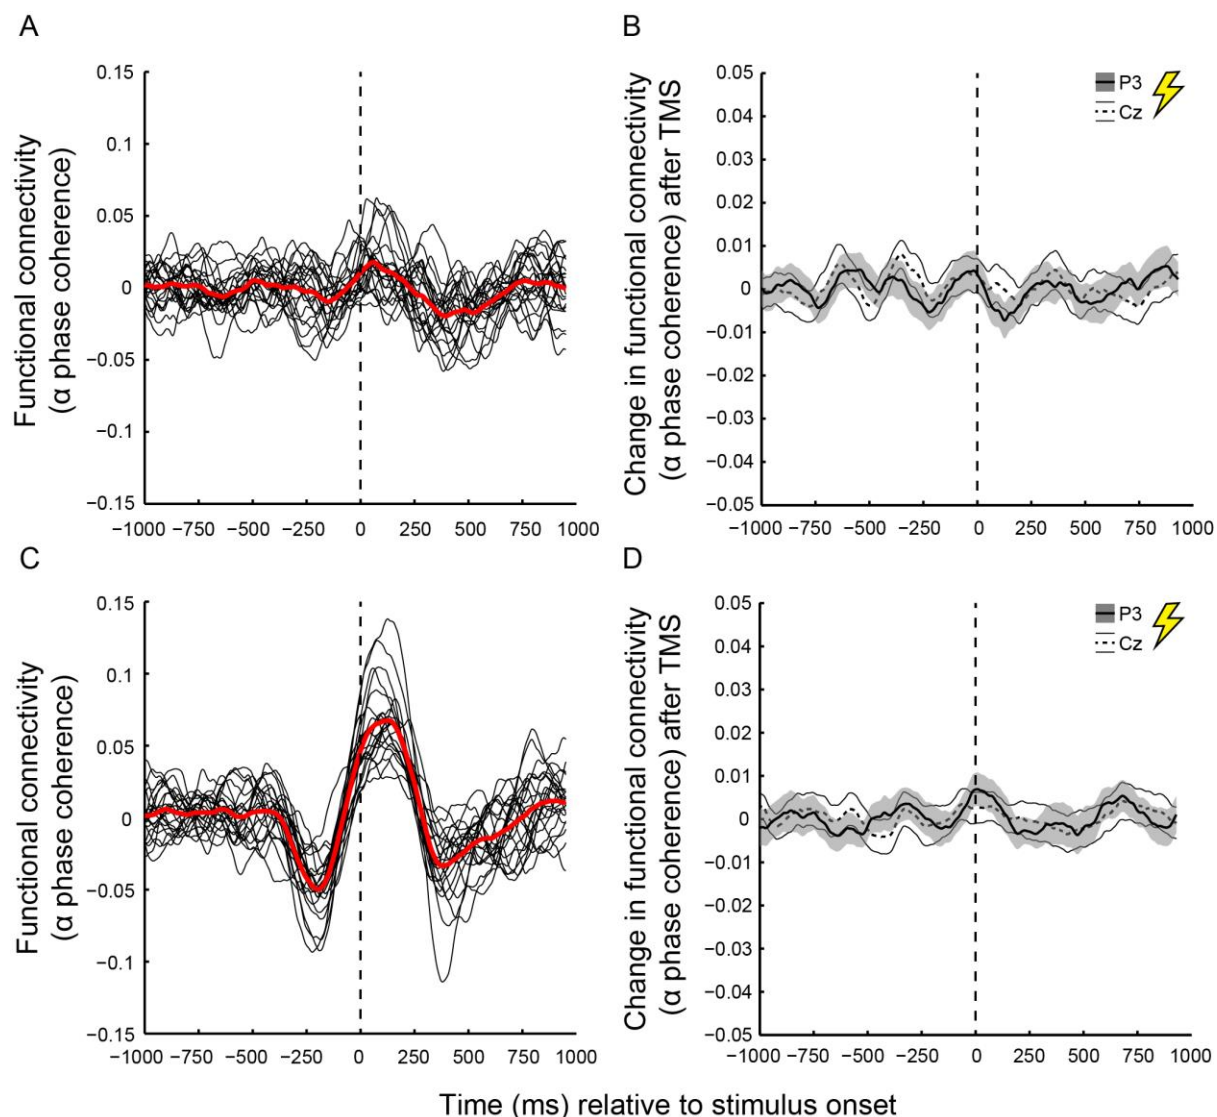 A
Functional connectivity
(α phase coherence)
0.15
0.1
0.05
0
−0.05
−0.1
−0.15
−1000 −750 −500 −250 0 250 500 750 1000
B
Change in functional connectivity
(α phase coherence) after TMS
0.05
0.04
0.03
0.02
0.01
0
−0.01
−0.02
−0.03
−0.04
−0.05
P3
Cz
−1000 −750 −500 −250 0 250 500 750 1000
C
Functional connectivity
(α phase coherence)
0.15
0.1
0.05
0
−0.05
−0.1
−0.15
−1000 −750 −500 −250 0 250 500 750 1000
D
Change in functional connectivity
(α phase coherence) after TMS
0.05
0.04
0.03
0.02
0.01
0
−0.01
−0.02
−0.03
−0.04
−0.05
P3
Cz
−1000 −750 −500 −250 0 250 500 750 1000
Time (ms) relative to stimulus onset